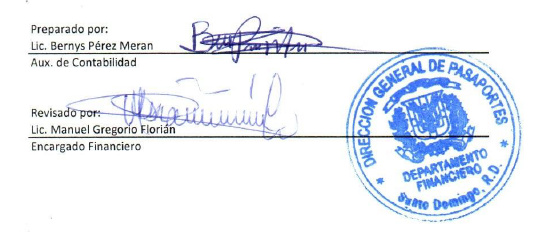 Preparado por:
Lic. Bernys Pérez Meran
Aux. de Contabilidad
Revisado por:
Lic. Manuel Gregorio Florián
Encargado Financiero
DIRECCION GENERAL DE PASAPORTES
DEPARTAMENTO
FINANCIERO
Santo Domingo, R.D.